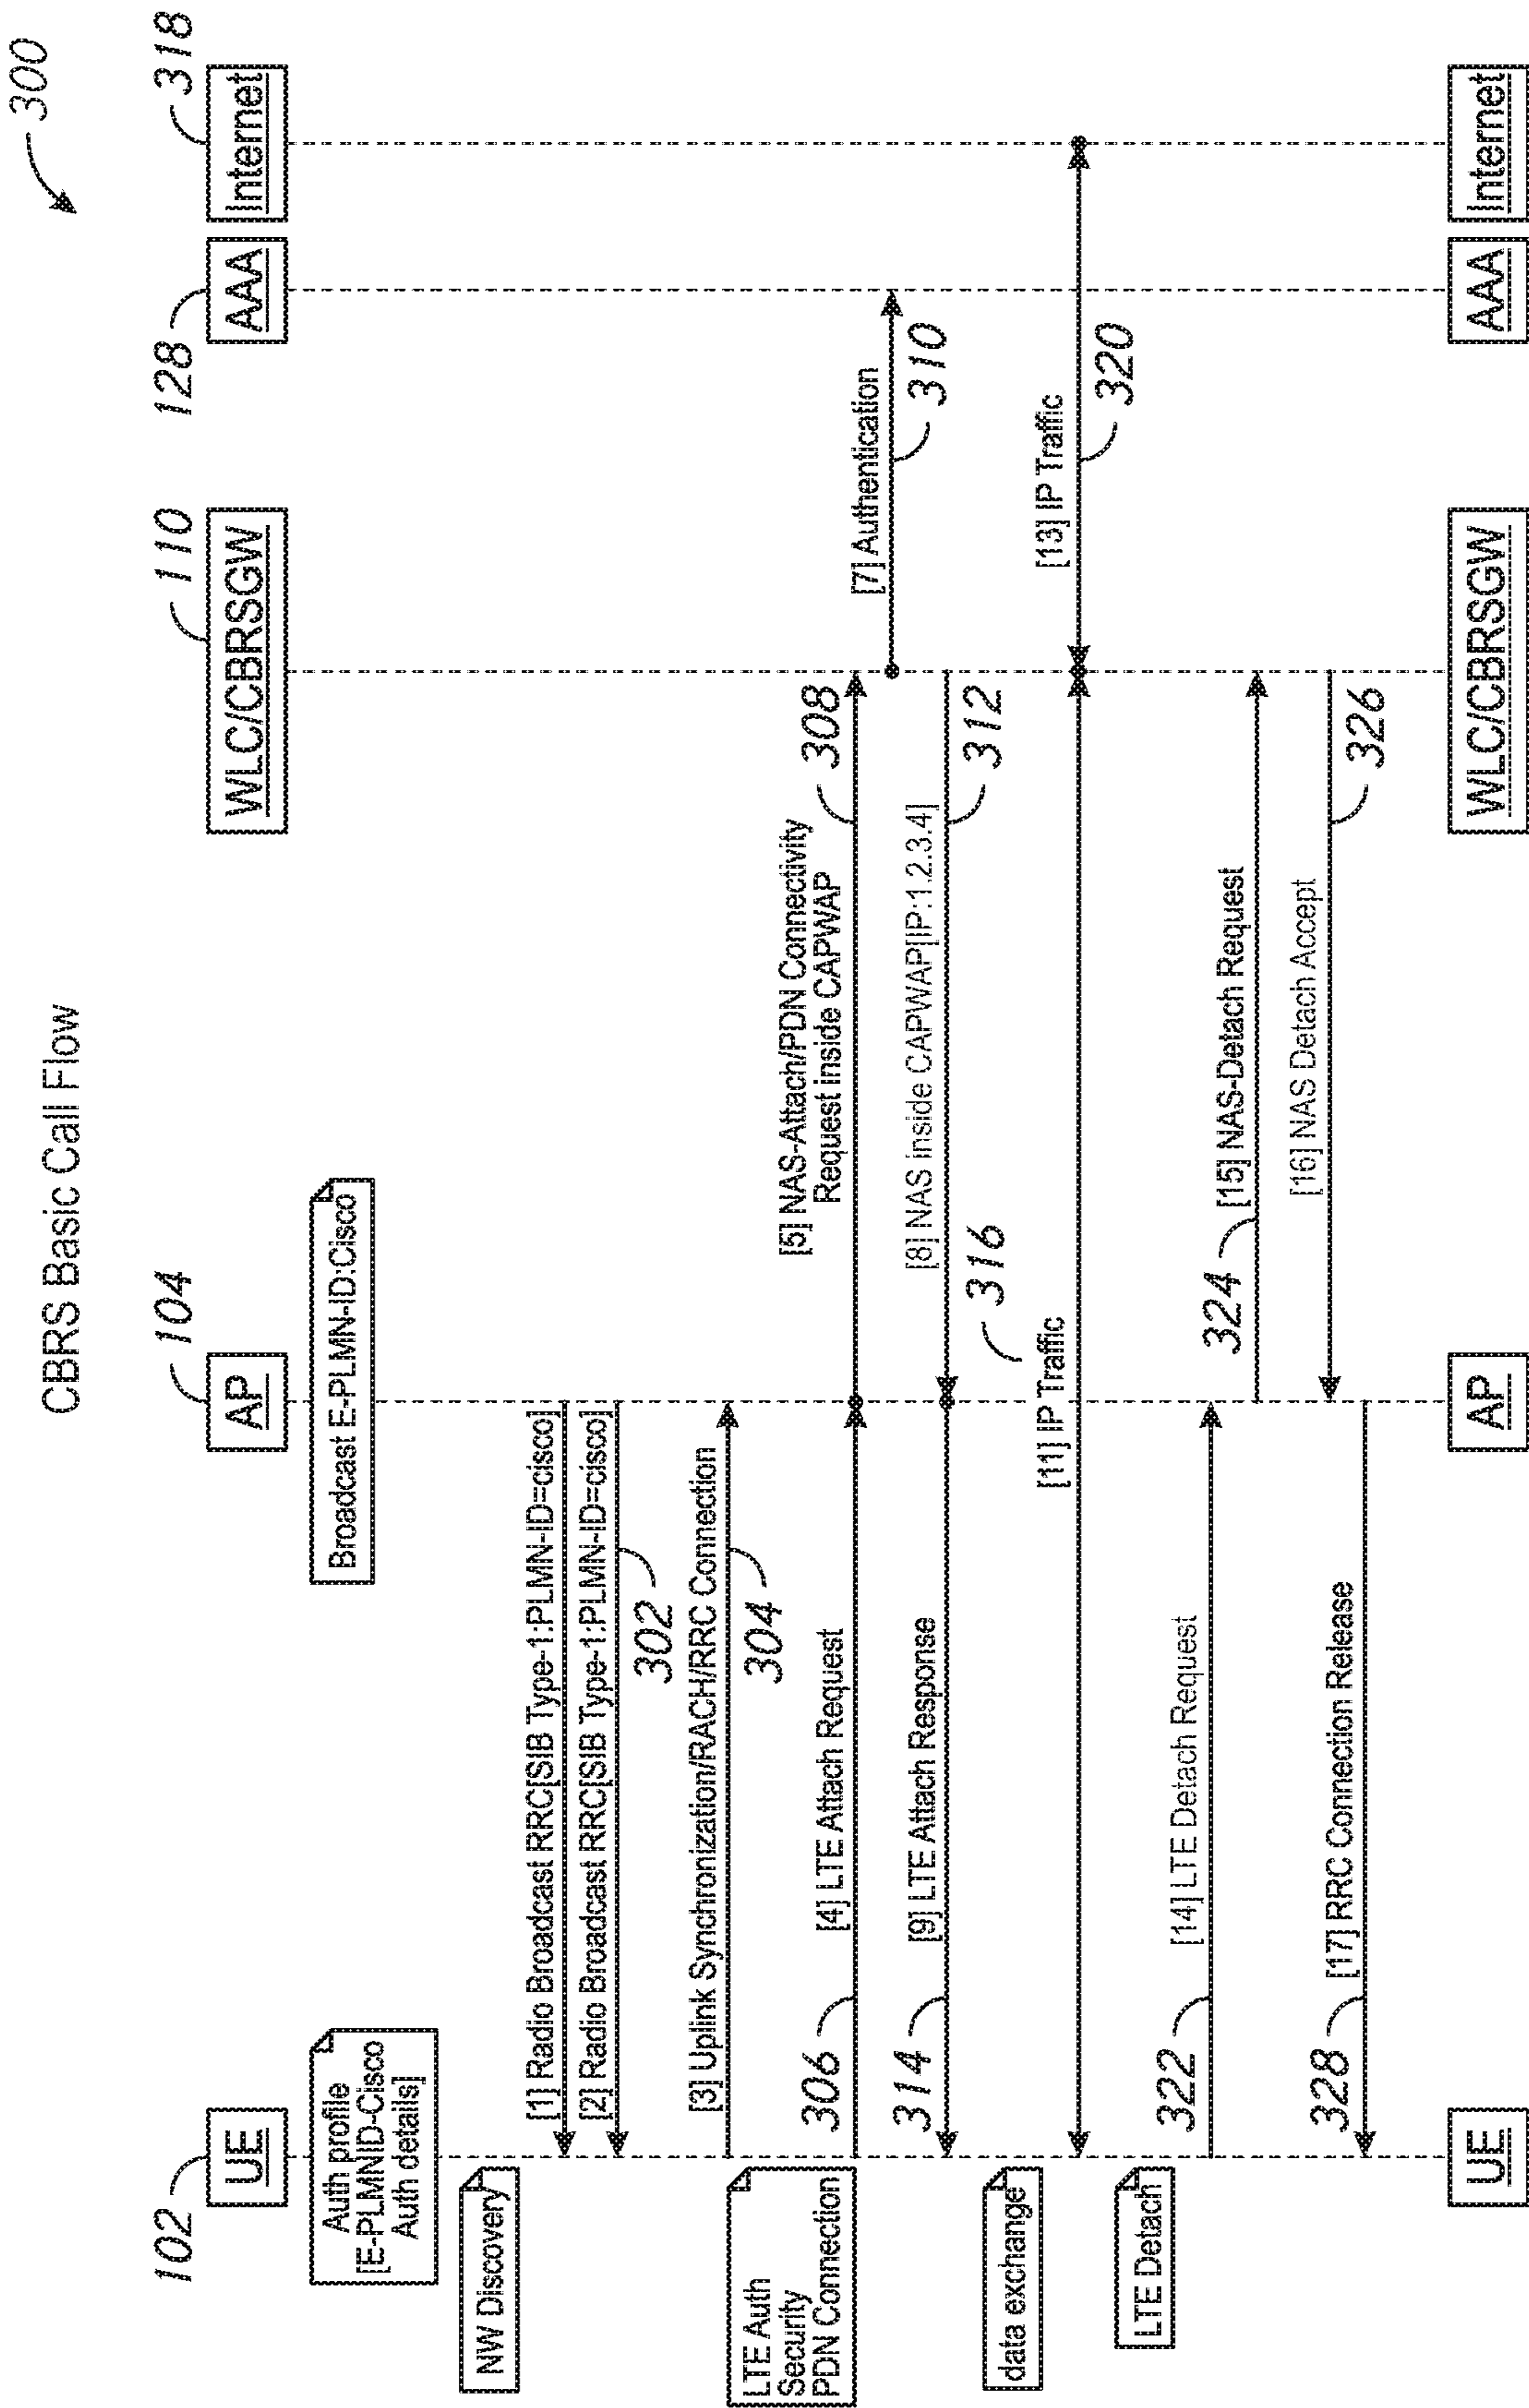 300
CBRS Basic Call Flow
102
104
110
128
318
UE
AP
WLC/CBRSGW
AAA
Internet
Auth profile
[E-PLMNID-Cisco
Auth details]
Broadcast E-PLMN-ID:Cisco
NW Discovery
[1] Radio Broadcast RRC[SIB Type-1:PLMN-ID=cisco]
[2] Radio Broadcast RRC[SIB Type-1:PLMN-ID=cisco]
302
[3] Uplink Synchronization/RACH/RRC Connection
304
LTE Auth
Security
PDN Connection
306
[4] LTE Attach Request
[5] NAS-Attach/PDN Connectivity
Request inside CAPWAP
308
[7] Authentication
310
[8] NAS inside CAPWAP[IP:1.2.3.4]
312
314
[9] LTE Attach Response
316
data exchange
[11] IP Traffic
[13] IP Traffic
320
LTE Detach
322
[14] LTE Detach Request
324
[15] NAS-Detach Request
[16] NAS Detach Accept
326
328
[17] RRC Connection Release
UE
AP
WLC/CBRSGW
AAA
Internet